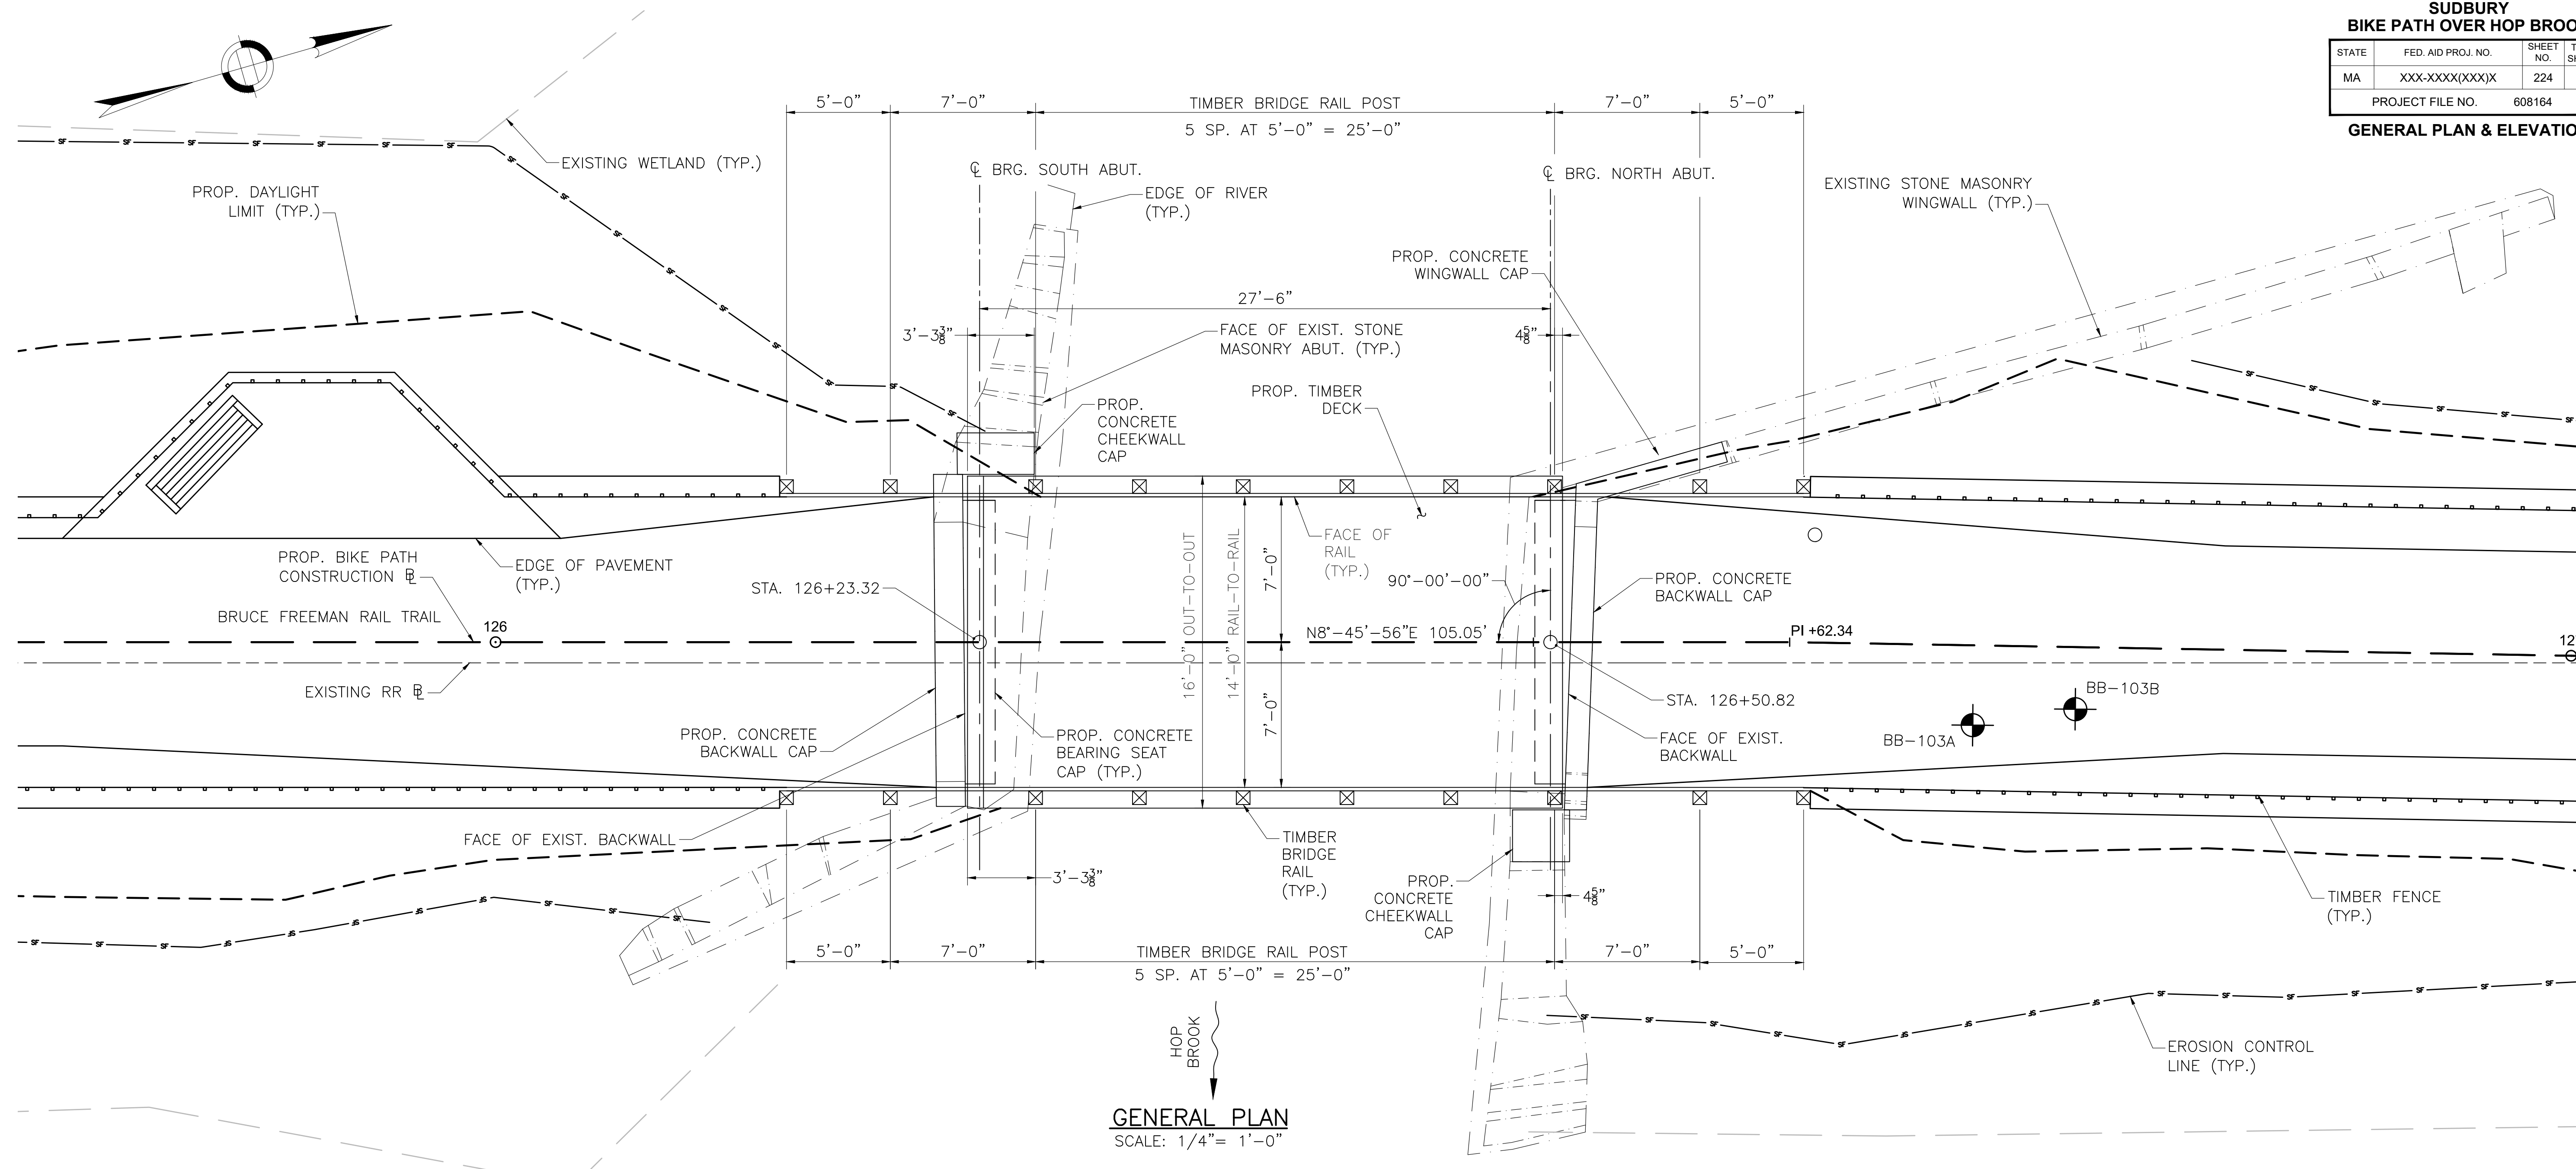 SUDBURY
BIKE PATH OVER HOP BROO
STATE
FED. AID PROJ. NO.
SHEET
NO.
MA
XXX-XXXX(XXX)X
224
PROJECT FILE NO.
608164
GENERAL PLAN & ELEVATIO
5'-0"
7'-0"
TIMBER BRIDGE RAIL POST
5 SP. AT 5'-0" = 25'-0"
7'-0"
5'-0"
EXISTING WETLAND (TYP.)
℄ BRG. SOUTH ABUT.
℄ BRG. NORTH ABUT.
PROP. DAYLIGHT
LIMIT (TYP.)
EDGE OF RIVER
(TYP.)
EXISTING STONE MASONRY
WINGWALL (TYP.)
PROP. CONCRETE
WINGWALL CAP
27'-6"
3'-3 3/8"
FACE OF EXIST. STONE
MASONRY ABUT. (TYP.)
4 5/8"
PROP. TIMBER
DECK
PROP.
CONCRETE
CHEEKWALL
CAP
FACE OF
RAIL
(TYP.)
16'-0" OUT-TO-OUT
14'-0" RAIL-TO-RAIL
7'-0"
7'-0"
90°-00'-00"
PROP. BIKE PATH
CONSTRUCTION BL
EDGE OF PAVEMENT
(TYP.)
STA. 126+23.32
PROP. CONCRETE
BACKWALL CAP
BRUCE FREEMAN RAIL TRAIL
126
N8°-45'-56"E 105.05'
PI +62.34
12
EXISTING RR BL
STA. 126+50.82
BB-103B
BB-103A
PROP. CONCRETE
BACKWALL CAP
PROP. CONCRETE
BEARING SEAT
CAP (TYP.)
FACE OF EXIST.
BACKWALL
FACE OF EXIST. BACKWALL
TIMBER
BRIDGE
RAIL
(TYP.)
3'-3 3/8"
PROP.
CONCRETE
CHEEKWALL
CAP
4 5/8"
TIMBER FENCE
(TYP.)
5'-0"
7'-0"
TIMBER BRIDGE RAIL POST
5 SP. AT 5'-0" = 25'-0"
7'-0"
5'-0"
HOP
BROOK
EROSION CONTROL
LINE (TYP.)
GENERAL PLAN
SCALE: 1/4"= 1'-0"